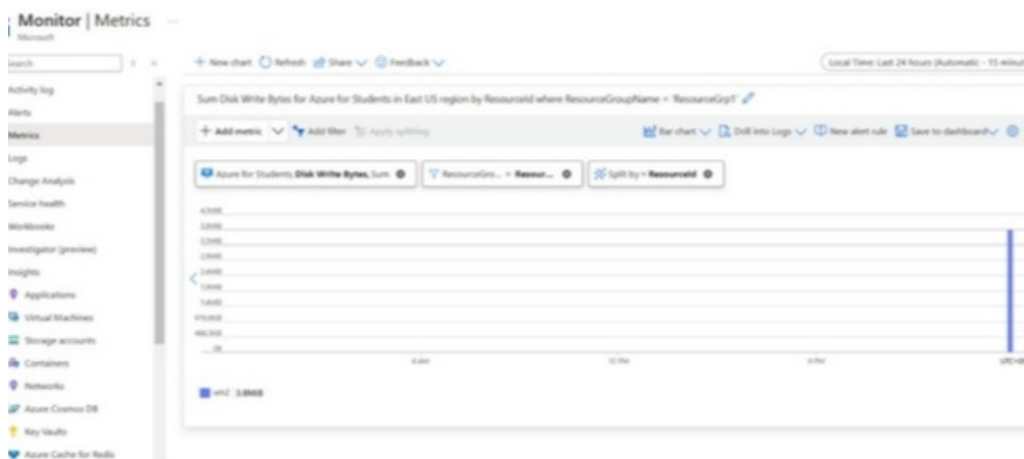 Monitor | Metrics
Microsoft
Search
New chart Refresh Share Feedback
Local Time: Last 24 hours (Automatic - 15 minut
Activity log
Alerts
Metrics
Logs
Change Analysis
Service health
Workbooks
Investigator (preview)
Insights
Applications
Virtual Machines
Storage accounts
Containers
Networks
Azure Cosmos DB
Key Vaults
Azure Cache for Redis
Sum Disk Write Bytes for Azure for Students in East US region by ResourceId where ResourceGroupName = 'ResourceGrp1'
Add metric Add filter Apply splitting
Bar chart Drill into Logs New alert rule Save to dashboard
Azure for Students, Disk Write Bytes, Sum
ResourceGro... = Resour...
Split by = ResourceId
6 AM 12 PM 6 PM
vm2 3.8MiB